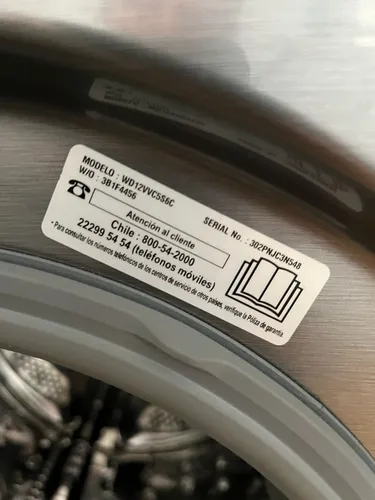 MODELO : WD12VVC5S6C
W/O : 3B1F4456
SERIAL No. : 302PNJC3N548
Atención al cliente
Chile : 800-54-2000
22299 54 54 (teléfonos móviles)
* Para consultar los números telefónicos de los centros de servicio de otros países, verifique la Póliza de garantía.